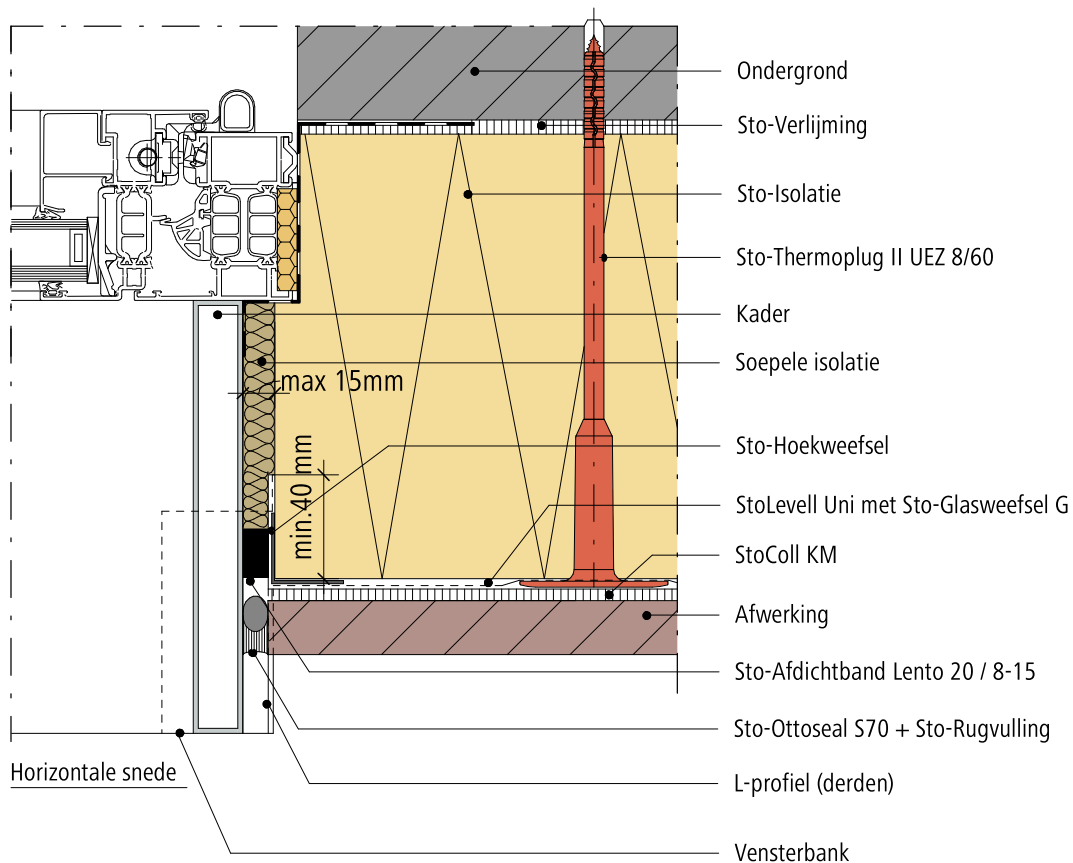 Ondergrond
Sto-Verlijming
Sto-Isolatie
Sto-Thermoplug II UEZ 8/60
Kader
Soepele isolatie
max 15mm
Sto-Hoekweefsel
min.40 mm
StoLevell Uni met Sto-Glasweefsel G
StoColl KM
Afwerking
Sto-Afdichtband Lento 20 / 8-15
Sto-Ottoseal S70 + Sto-Rugvulling
Horizontale snede
L-profiel (derden)
Vensterbank